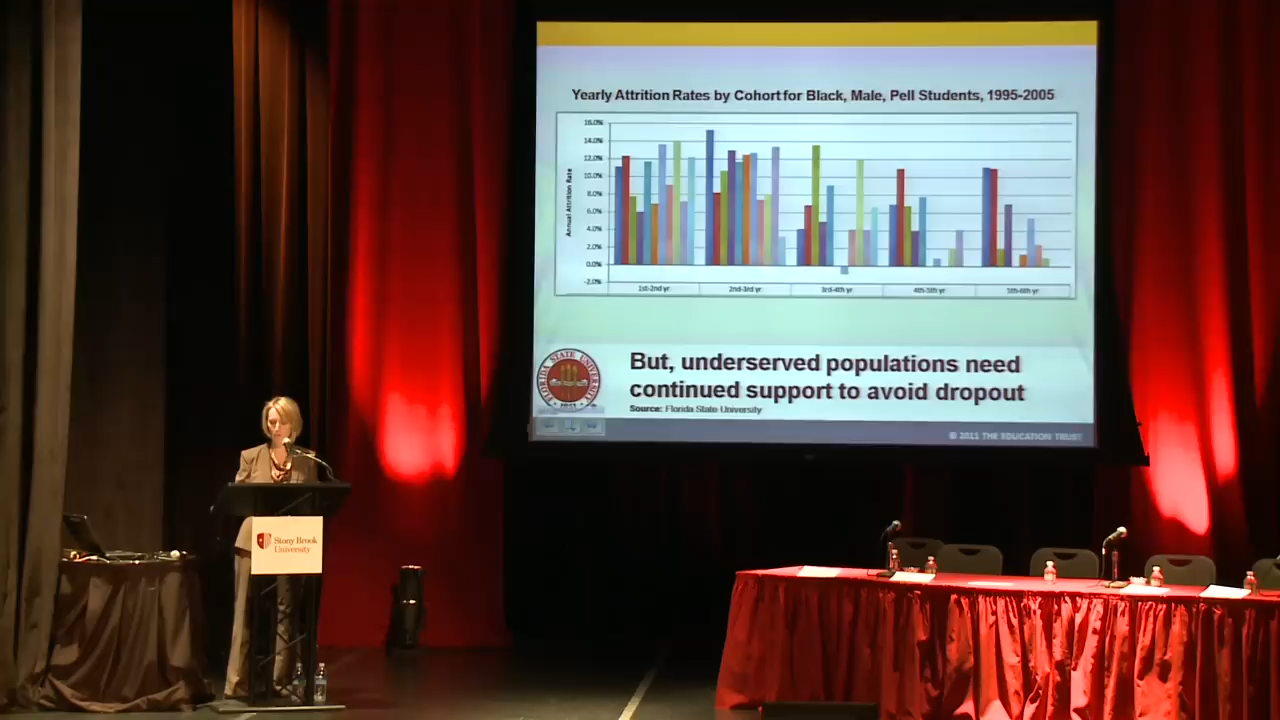 Yearly Attrition Rates by Cohort for Black, Male, Pell Students, 1995-2005
Annual Attrition Rate
16.0%
14.0%
12.0%
10.0%
8.0%
6.0%
4.0%
2.0%
0.0%
-2.0%
1st-2nd yr
2nd-3rd yr
3rd-4th yr
4th-5th yr
5th-6th yr
FLORIDA STATE UNIVERSITY
But, underserved populations need
continued support to avoid dropout
Source: Florida State University
© 2011 THE EDUCATION TRUST
Stony Brook
University